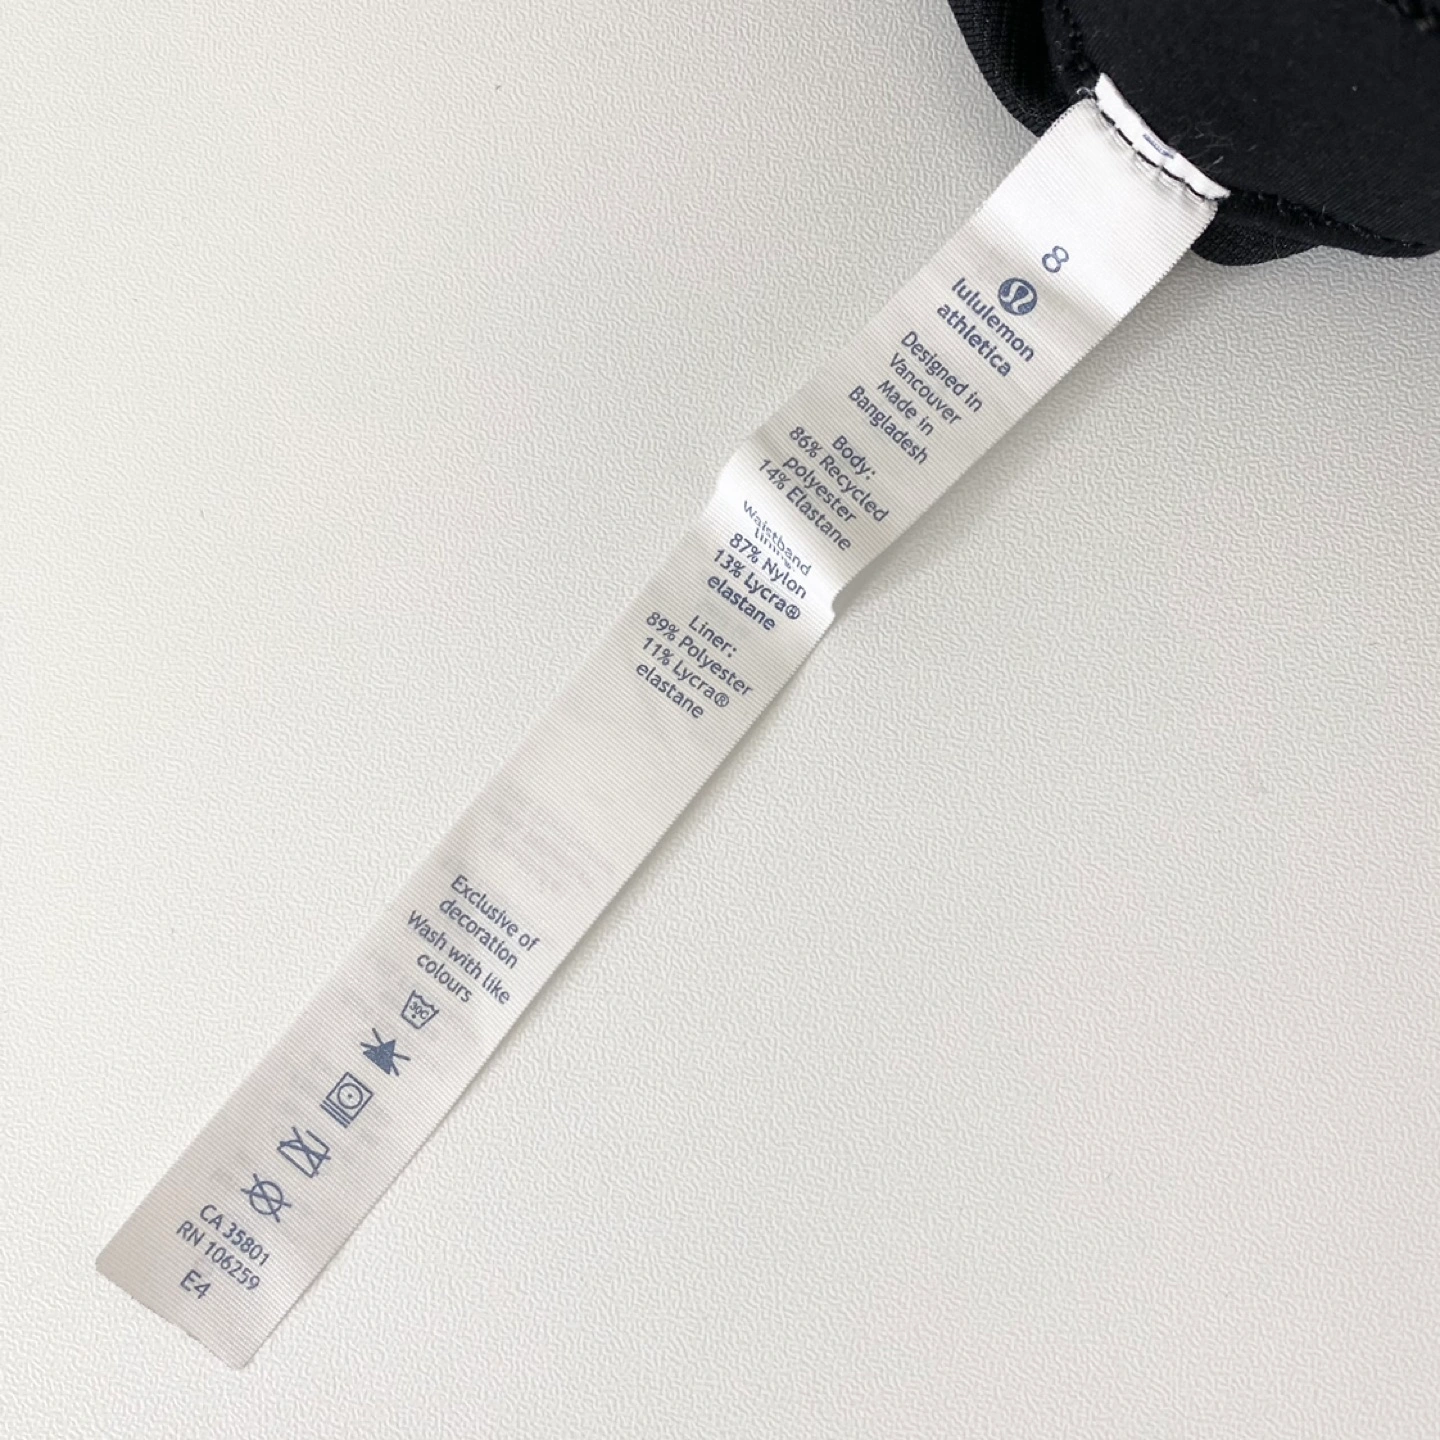 8
lululemon
athletica
Designed in
Vancouver
Made in
Bangladesh
Body:
86% Recycled
polyester
14% Elastane
Waistband
87% Nylon
13% Lycra®
elastane
Liner:
89% Polyester
11% Lycra®
elastane
Exclusive of
decoration
Wash with like
colours
30C
CA 35801
RN 106259
E4